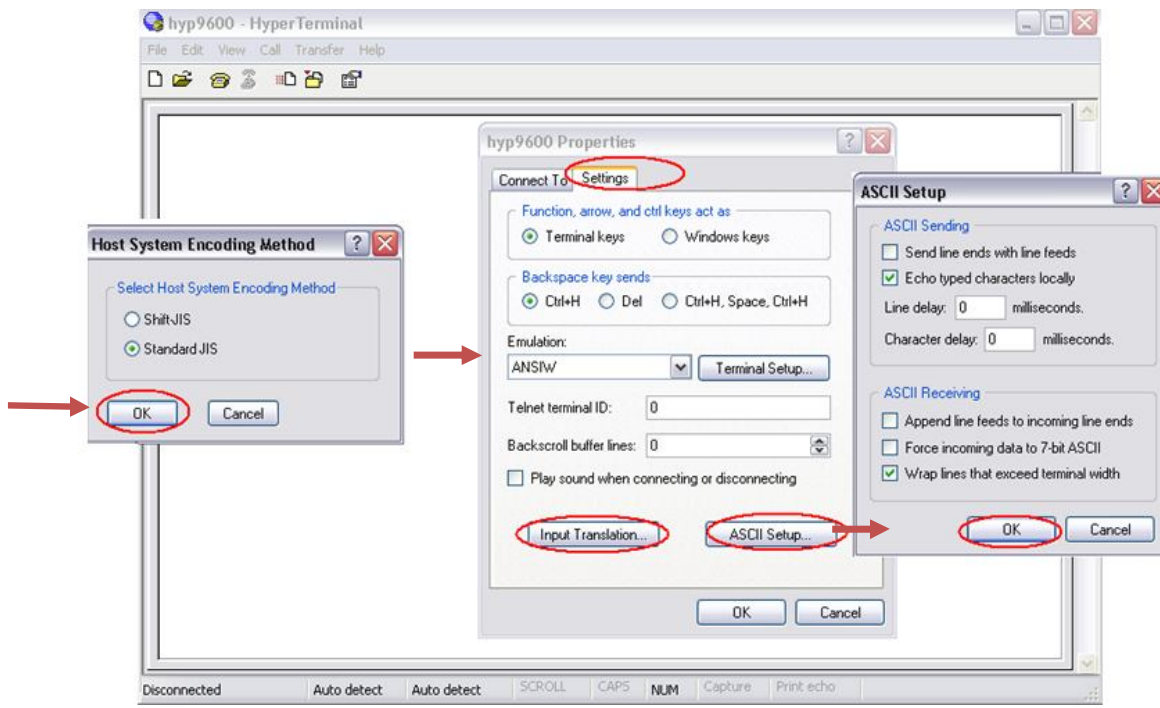 hyp9600 - HyperTerminal
File Edit View Call Transfer Help
Host System Encoding Method
Select Host System Encoding Method
Shift-JIS
Standard JIS
OK Cancel
hyp9600 Properties
Connect To Settings
Function, arrow, and ctrl keys act as
Terminal keys Windows keys
Backspace key sends
Ctrl+H Del Ctrl+H, Space, Ctrl+H
Emulation:
ANSIW Terminal Setup...
Telnet terminal ID: 0
Backscroll buffer lines: 0
Play sound when connecting or disconnecting
Input Translation... ASCII Setup...
OK Cancel
ASCII Setup
ASCII Sending
Send line ends with line feeds
Echo typed characters locally
Line delay: 0 milliseconds.
Character delay: 0 milliseconds.
ASCII Receiving
Append line feeds to incoming line ends
Force incoming data to 7-bit ASCII
Wrap lines that exceed terminal width
OK Cancel
Disconnected Auto detect Auto detect SCROLL CAPS NUM Capture Print echo